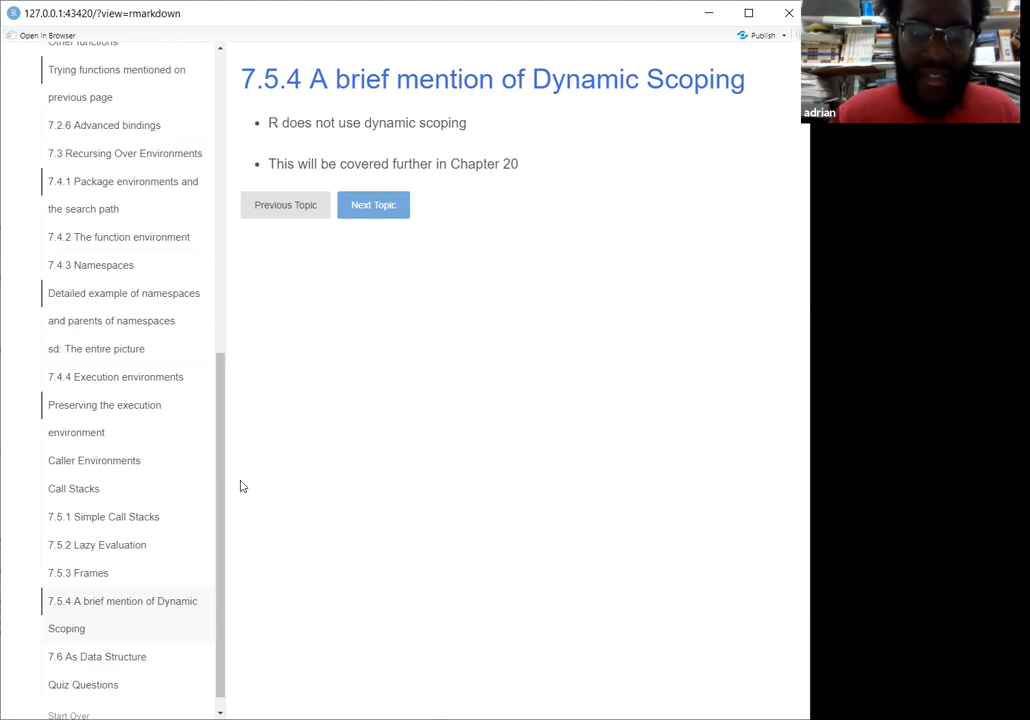 127.0.0.1:43420/?view=rmarkdown
Open in Browser
Publish
Other functions
Trying functions mentioned on
previous page
7.2.6 Advanced bindings
7.3 Recursing Over Environments
7.4.1 Package environments and
the search path
7.4.2 The function environment
7.4.3 Namespaces
Detailed example of namespaces
and parents of namespaces
sd: The entire picture
7.4.4 Execution environments
Preserving the execution
environment
Caller Environments
Call Stacks
7.5.1 Simple Call Stacks
7.5.2 Lazy Evaluation
7.5.3 Frames
7.5.4 A brief mention of Dynamic
Scoping
7.6 As Data Structure
Quiz Questions
Start Over
7.5.4 A brief mention of Dynamic Scoping
• R does not use dynamic scoping
• This will be covered further in Chapter 20
Previous Topic
Next Topic
adrian